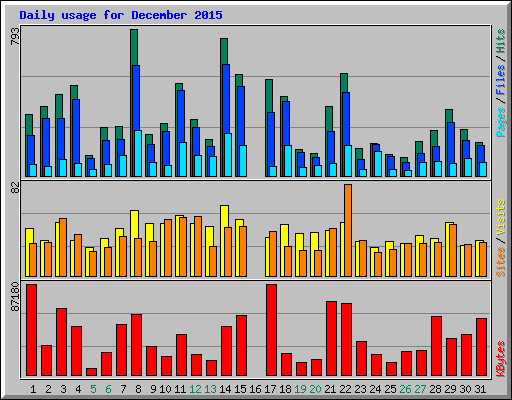 Daily usage for December 2015
793
Pages / Files / Hits
82
Sites / Visits
87180
KBytes
1 2 3 4 5 6 7 8 9 10 11 12 13 14 15 16 17 18 19 20 21 22 23 24 25 26 27 28 29 30 31